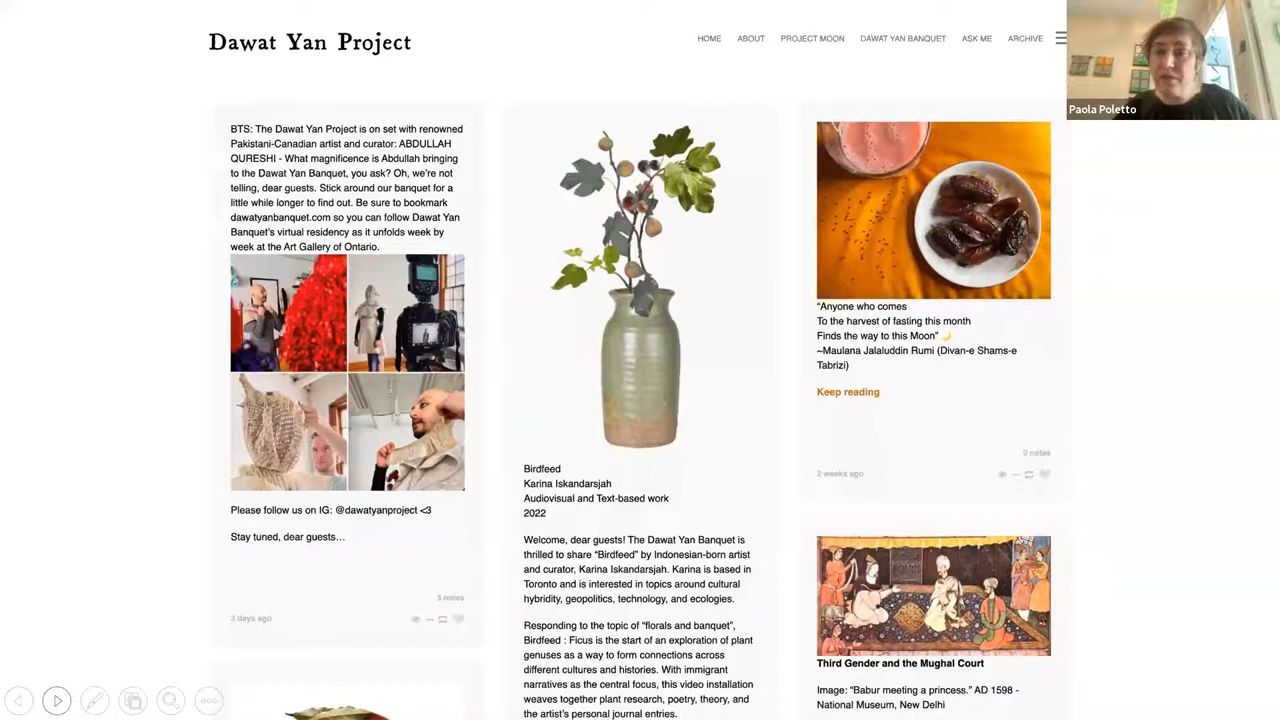 Dawat Yan Project
HOME
ABOUT
PROJECT MOON
DAWAT YAN BANQUET
ASK ME
ARCHIVE
Paola Poletto
BTS: The Dawat Yan Project is on set with renowned
Pakistani-Canadian artist and curator: ABDULLAH
QURESHI - What magnificence is Abdullah bringing
to the Dawat Yan Banquet, you ask? Oh, we're not
telling, dear guests. Stick around our banquet for a
little while longer to find out. Be sure to bookmark
dawatyanbanquet.com so you can follow Dawat Yan
Banquet's virtual residency as it unfolds week by
week at the Art Gallery of Ontario.
Please follow us on IG: @dawatyanproject <3
Stay tuned, dear guests…
3 notes
3 days ago
Birdfeed
Karina Iskandarsjah
Audiovisual and Text-based work
2022
Welcome, dear guests! The Dawat Yan Banquet is
thrilled to share “Birdfeed” by Indonesian-born artist
and curator, Karina Iskandarsjah. Karina is based in
Toronto and is interested in topics around cultural
hybridity, geopolitics, technology, and ecologies.
Responding to the topic of “florals and banquet”,
Birdfeed : Ficus is the start of an exploration of plant
genuses as a way to form connections across
different cultures and histories. With immigrant
narratives as the central focus, this video installation
weaves together plant research, poetry, theory, and
the artist's personal journal entries.
“Anyone who comes
To the harvest of fasting this month
Finds the way to this Moon” 🌙
~Maulana Jalaluddin Rumi (Divan-e Shams-e
Tabrizi)
Keep reading
0 notes
2 weeks ago
Third Gender and the Mughal Court
Image: “Babur meeting a princess.” AD 1598 -
National Museum, New Delhi